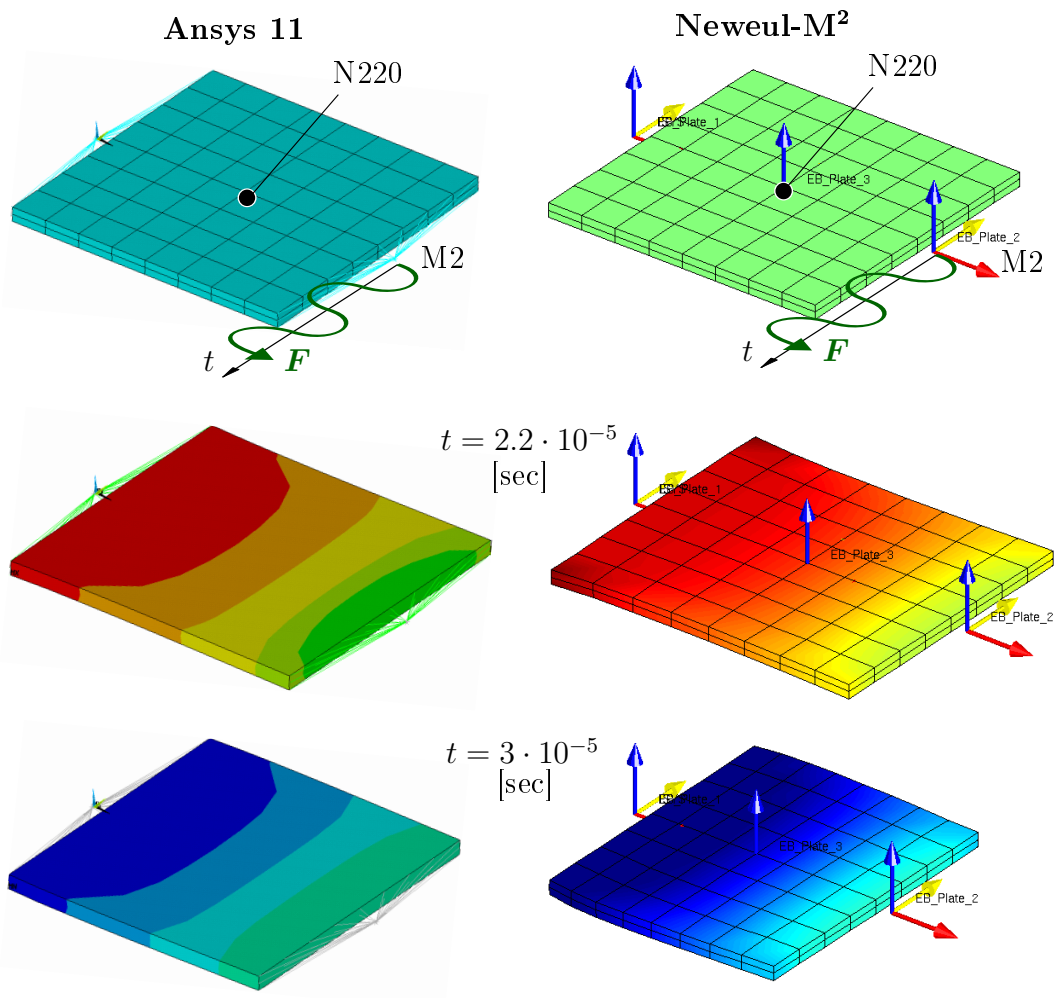 Ansys 11
Neweul-M²
N220
N220
EB_Plate_1
EB_Plate_3
EB_Plate_2
M2
M2
t
F
t
F
t = 2.2 · 10⁻⁵
[sec]
EB_Plate_3
EB_Plate_2
t = 3 · 10⁻⁵
[sec]
EB_Plate_3
EB_Plate_2